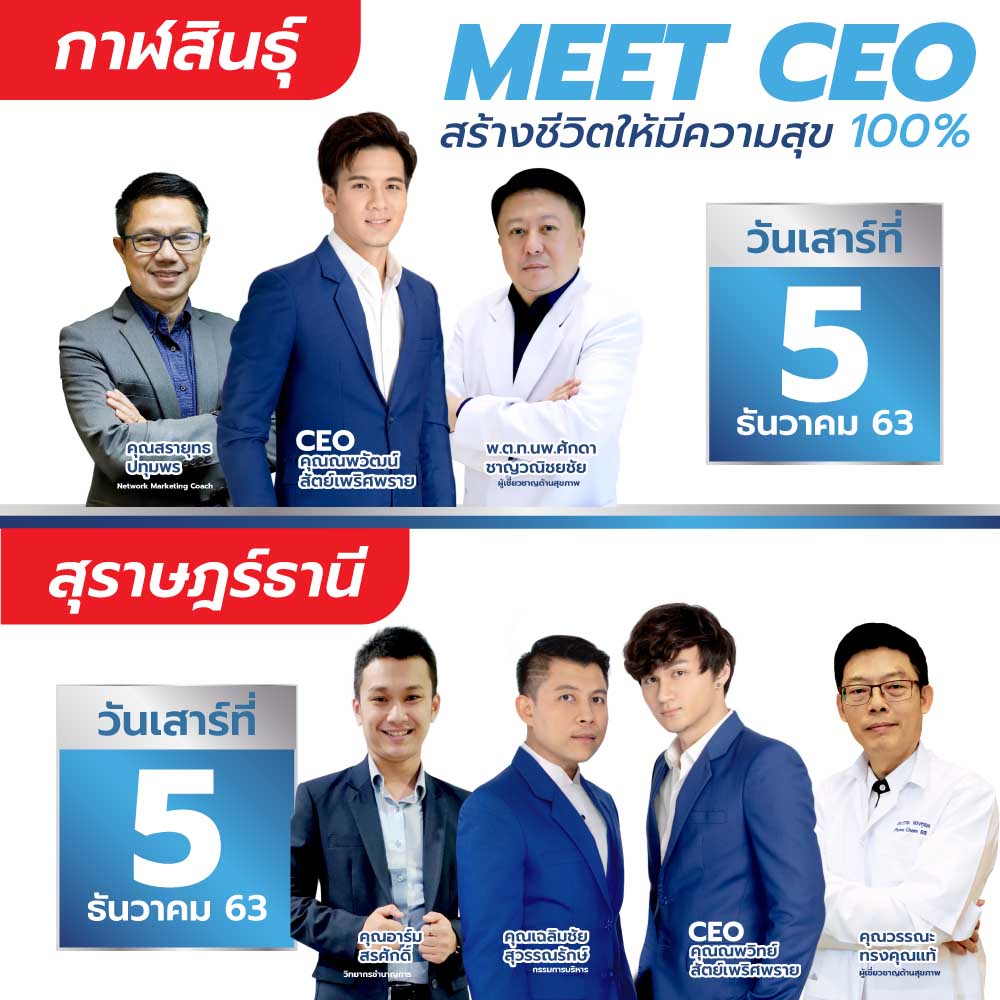 กาฬสินธุ์
MEET CEO
สร้างชีวิตให้มีความสุข 100%
วันเสาร์ที่
5
ธันวาคม 63
คุณสรายุทธ
ปทุมพร
Network Marketing Coach
CEO
คุณณพวัฒน์
สัตย์เพริศพราย
พ.ต.ท.นพ.ศักดา
ชาญวณิชยชัย
ผู้เชี่ยวชาญด้านสุขภาพ
สุราษฎร์ธานี
วันเสาร์ที่
5
ธันวาคม 63
คุณอาร์ม
สรศักดิ์
วิทยากรชำนาญการ
คุณเฉลิมชัย
สุวรรณรักษ์
กรรมการบริหาร
CEO
คุณณพวิทย์
สัตย์เพริศพราย
คุณวรรณะ
ทรงคุณแท้
ผู้เชี่ยวชาญด้านสุขภาพ